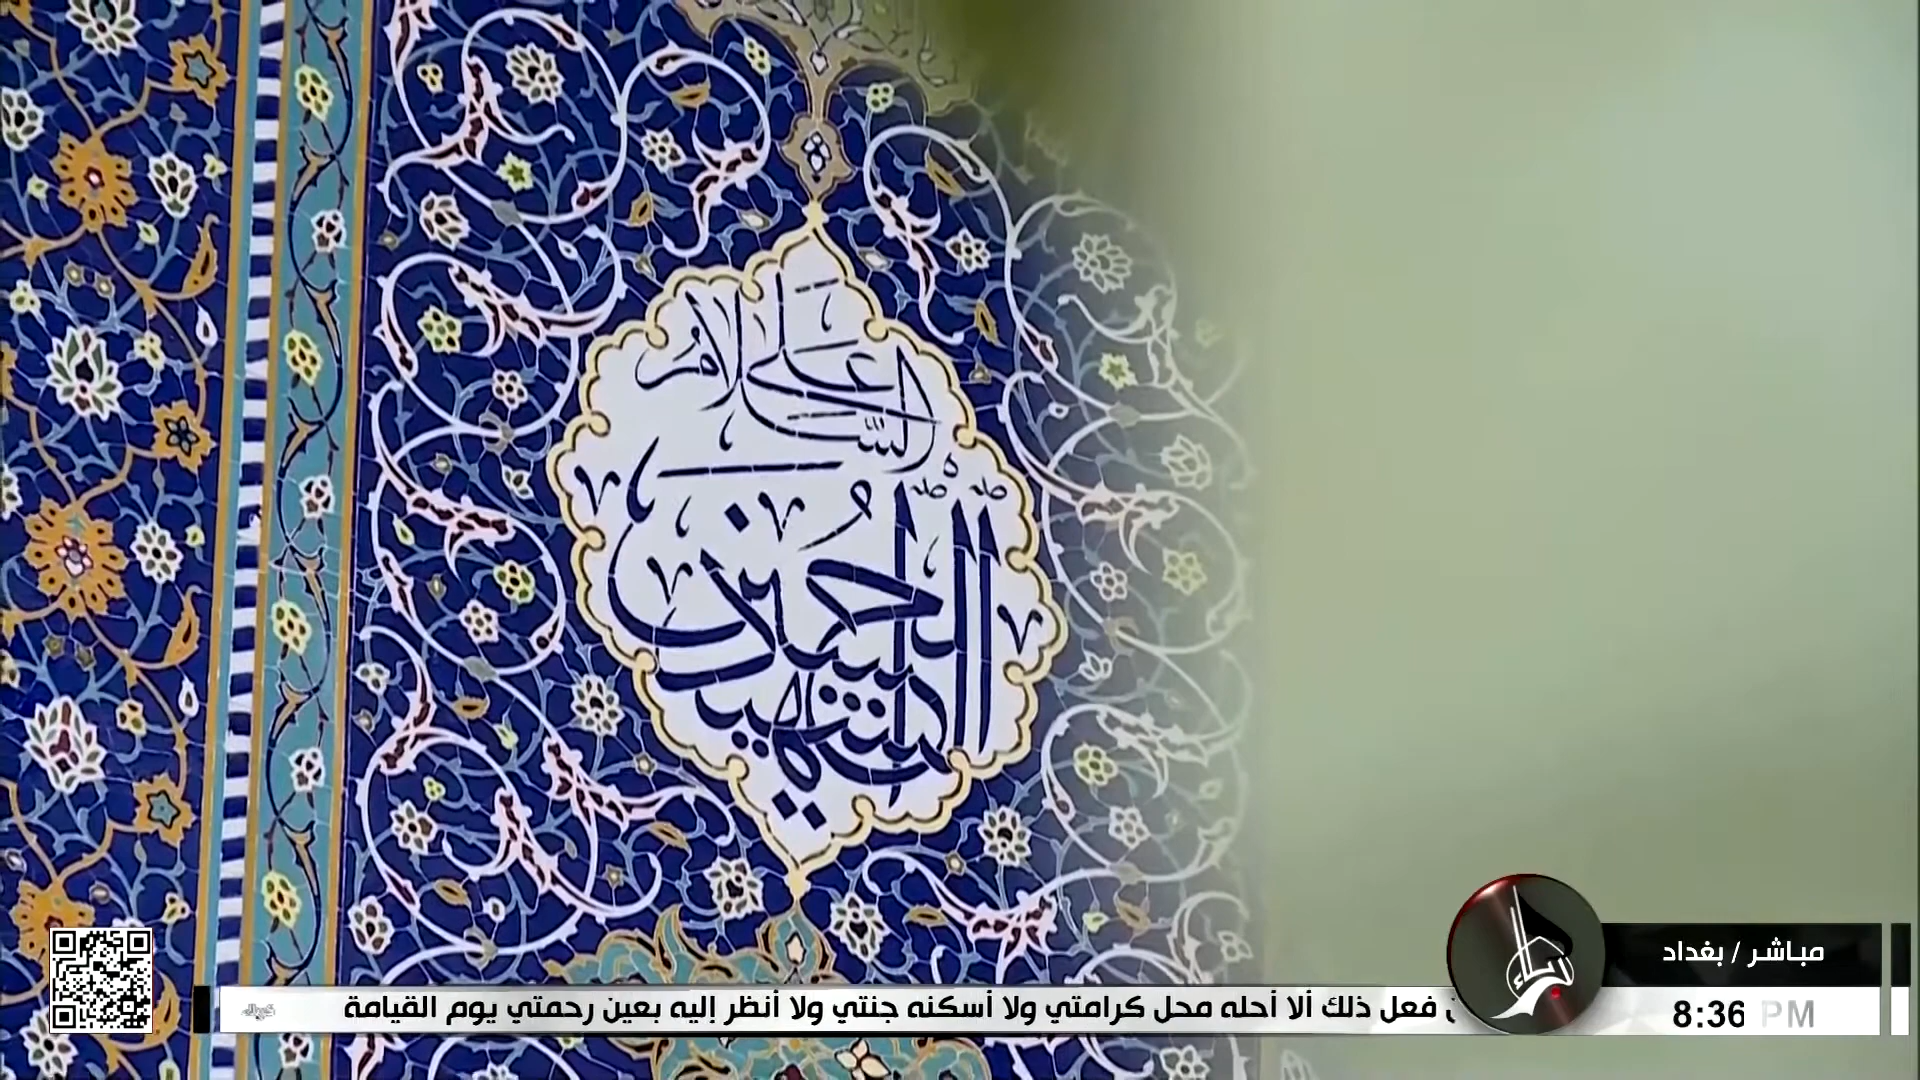 السلام على
الحسين
الشهيد
مباشر / بغداد
8:36 PM
فعل ذلك ألا أحله محل كرامتي ولا أسكنه جنتي ولا أنظر إليه بعين رحمتي يوم القيامة
كربلاء